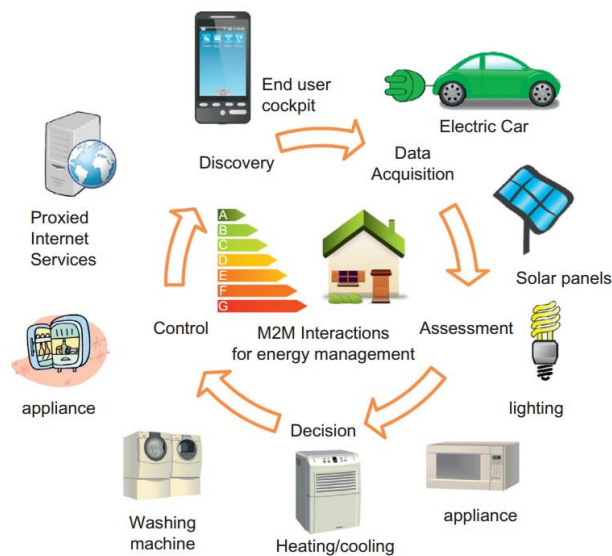 End user
cockpit
Electric Car
Discovery
Data
Acquisition
Proxied
Internet
Services
Solar panels
A
B
C
D
E
F
G
Control
M2M Interactions
for energy management
Assessment
appliance
lighting
Decision
Washing
machine
Heating/cooling
appliance